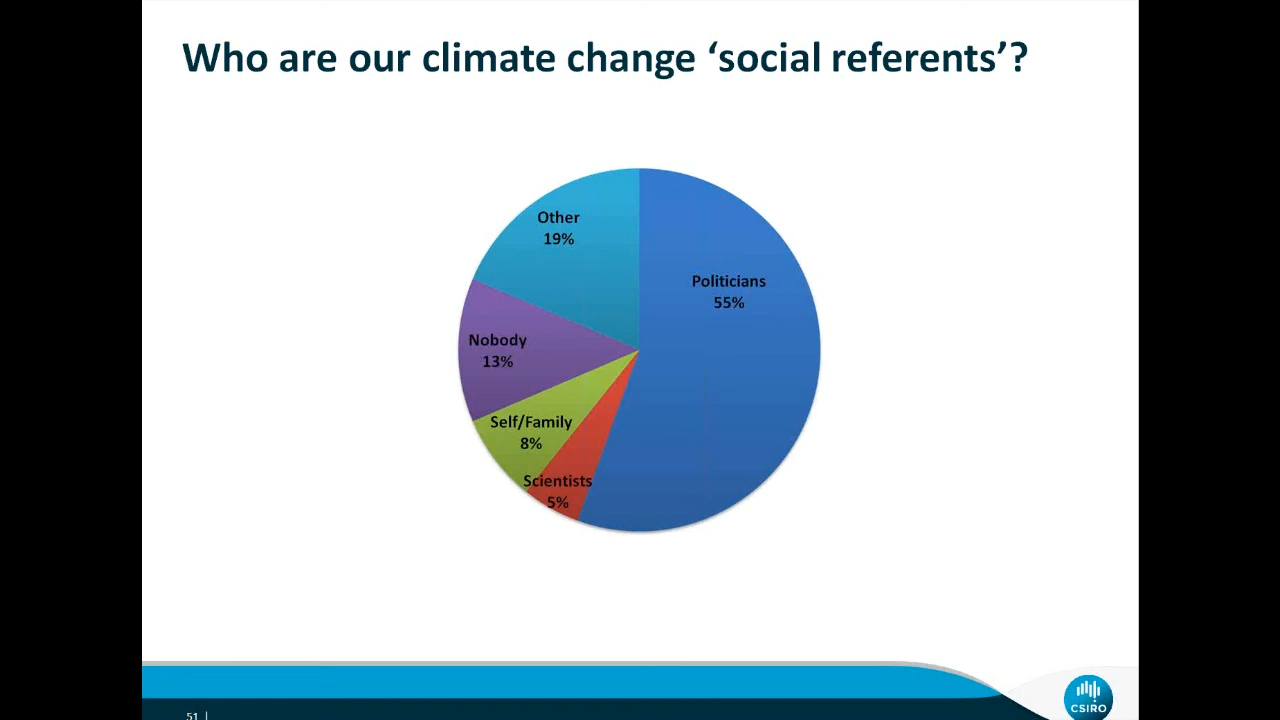 Who are our climate change ‘social referents’?
Other
19%
Politicians
55%
Nobody
13%
Self/Family
8%
Scientists
5%
51 |
CSIRO